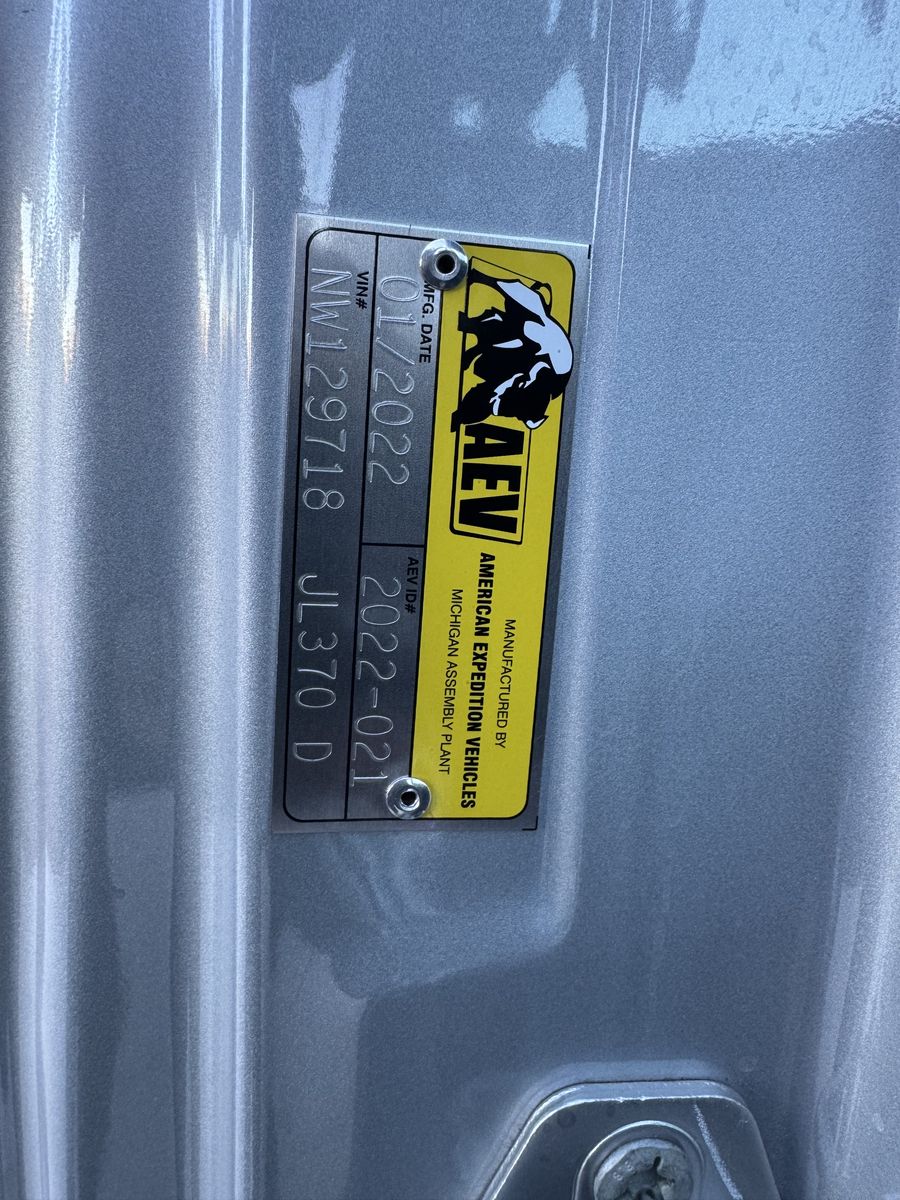 AEV
MANUFACTURED BY
AMERICAN EXPEDITION VEHICLES
MICHIGAN ASSEMBLY PLANT
MFG. DATE
01/2022
AEV ID#
2022-021
VIN#
NW129718 JL370 D